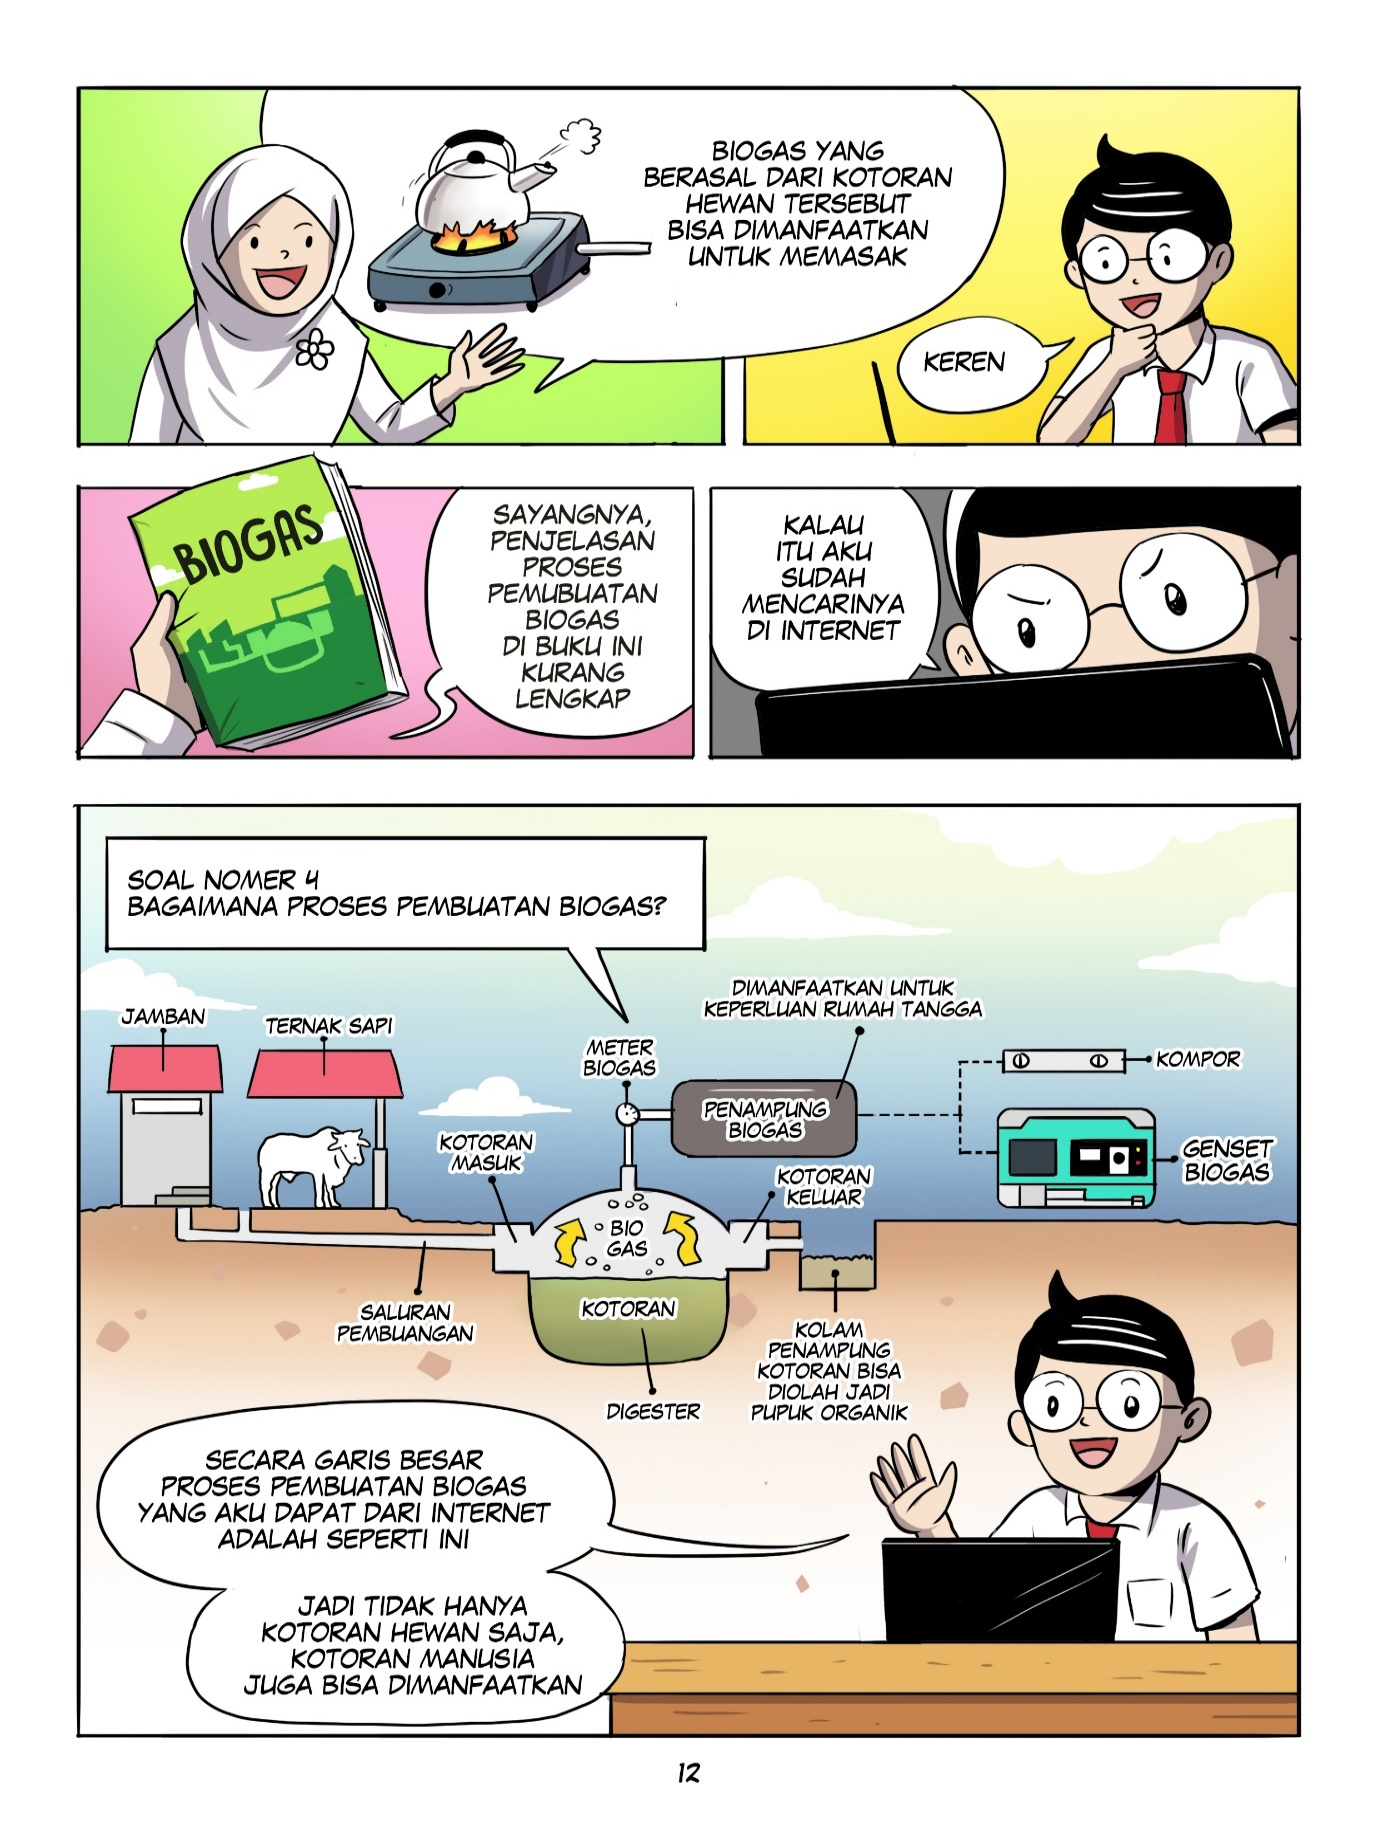 BIOGAS YANG
BERASAL DARI KOTORAN
HEWAN TERSEBUT
BISA DIMANFAATKAN
UNTUK MEMASAK
KEREN
BIOGAS
SAYANGNYA,
PENJELASAN
PROSES
PEMUBUATAN
BIOGAS
DI BUKU INI
KURANG
LENGKAP
KALAU
ITU AKU
SUDAH
MENCARINYA
DI INTERNET
SOAL NOMER 4
BAGAIMANA PROSES PEMBUATAN BIOGAS?
JAMBAN
TERNAK SAPI
METER
BIOGAS
DIMANFAATKAN UNTUK
KEPERLUAN RUMAH TANGGA
PENAMPUNG
BIOGAS
KOMPOR
GENSET
BIOGAS
KOTORAN
MASUK
KOTORAN
KELUAR
BIO
GAS
KOTORAN
SALURAN
PEMBUANGAN
DIGESTER
KOLAM
PENAMPUNG
KOTORAN BISA
DIOLAH JADI
PUPUK ORGANIK
SECARA GARIS BESAR
PROSES PEMBUATAN BIOGAS
YANG AKU DAPAT DARI INTERNET
ADALAH SEPERTI INI
JADI TIDAK HANYA
KOTORAN HEWAN SAJA,
KOTORAN MANUSIA
JUGA BISA DIMANFAATKAN
12